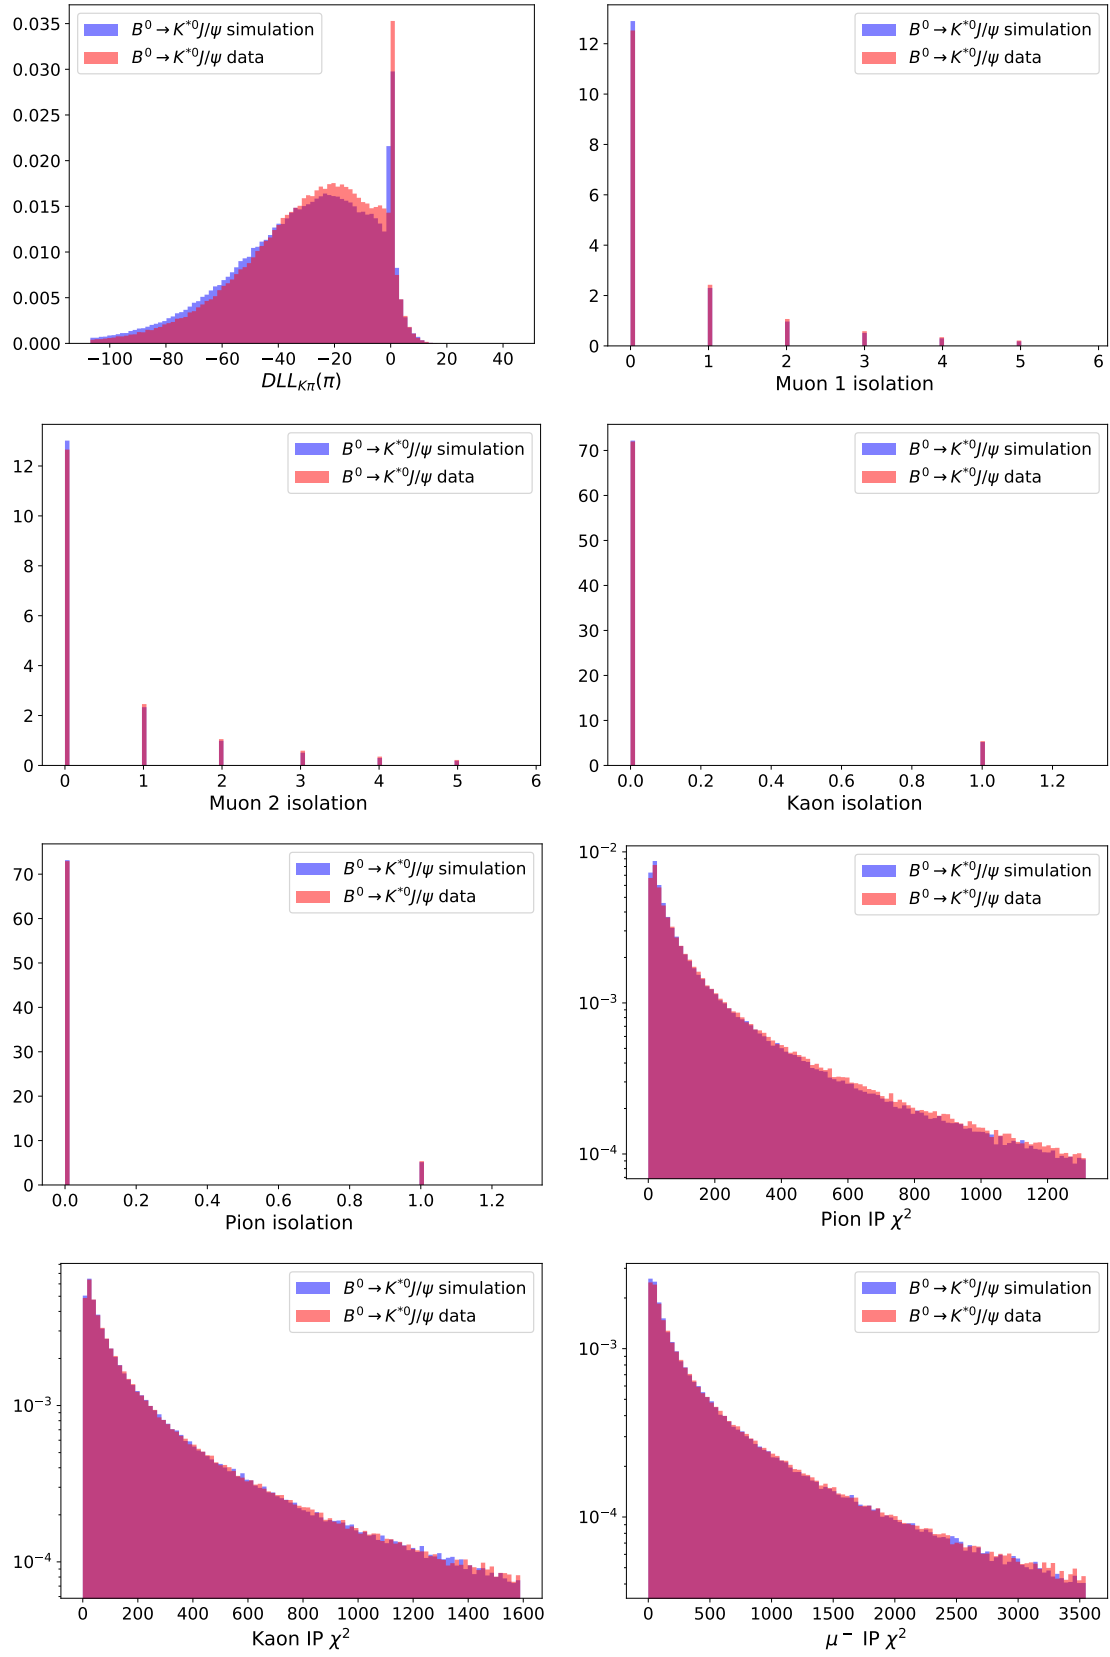 0.035
0.030
0.025
0.020
0.015
0.010
0.005
0.000
B⁰ → K*⁰J/ψ simulation
B⁰ → K*⁰J/ψ data
−100 −80 −60 −40 −20 0 20 40
DLL_{Kπ}(π)
12
10
8
6
4
2
0
B⁰ → K*⁰J/ψ simulation
B⁰ → K*⁰J/ψ data
0 1 2 3 4 5 6
Muon 1 isolation
12
10
8
6
4
2
0
B⁰ → K*⁰J/ψ simulation
B⁰ → K*⁰J/ψ data
0 1 2 3 4 5 6
Muon 2 isolation
70
60
50
40
30
20
10
0
B⁰ → K*⁰J/ψ simulation
B⁰ → K*⁰J/ψ data
0.0 0.2 0.4 0.6 0.8 1.0 1.2
Kaon isolation
70
60
50
40
30
20
10
0
B⁰ → K*⁰J/ψ simulation
B⁰ → K*⁰J/ψ data
0.0 0.2 0.4 0.6 0.8 1.0 1.2
Pion isolation
10⁻²
10⁻³
10⁻⁴
B⁰ → K*⁰J/ψ simulation
B⁰ → K*⁰J/ψ data
0 200 400 600 800 1000 1200
Pion IP χ²
10⁻³
10⁻⁴
B⁰ → K*⁰J/ψ simulation
B⁰ → K*⁰J/ψ data
0 200 400 600 800 1000 1200 1400 1600
Kaon IP χ²
10⁻³
10⁻⁴
B⁰ → K*⁰J/ψ simulation
B⁰ → K*⁰J/ψ data
0 500 1000 1500 2000 2500 3000 3500
μ⁻ IP χ²